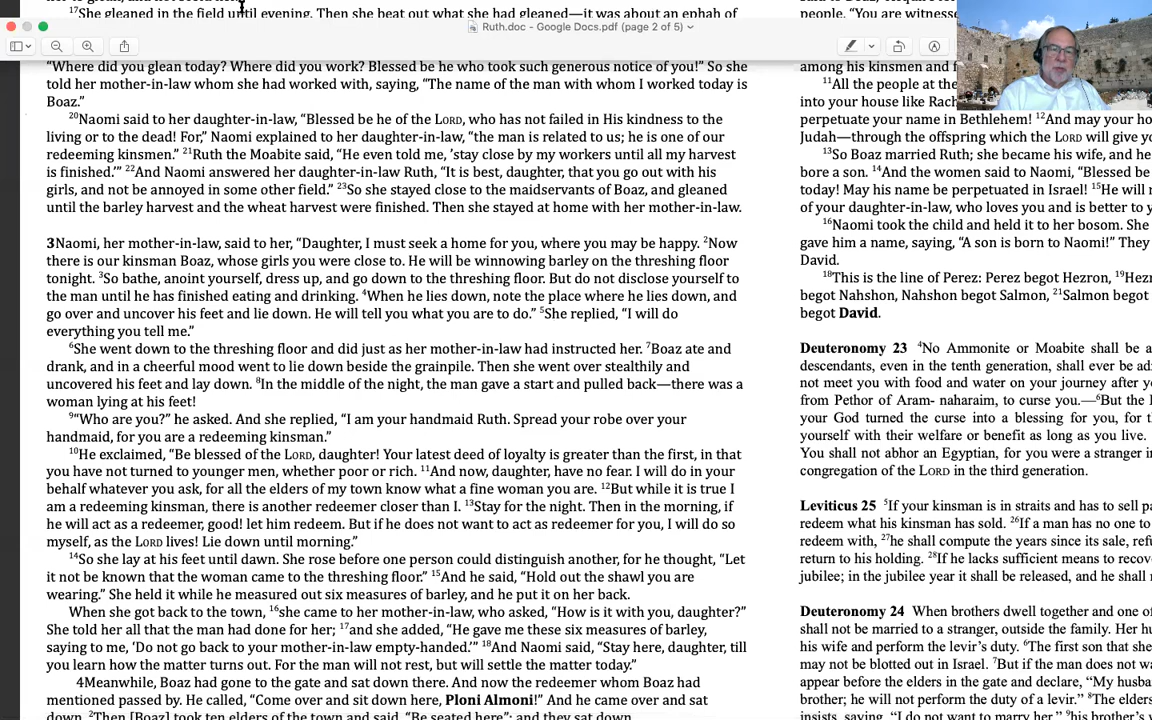 ¹⁷She gleaned in the field until evening. Then she beat out what she had gleaned—it was about an ephah of
Ruth.doc - Google Docs.pdf (page 2 of 5)
"Where did you glean today? Where did you work? Blessed be he who took such generous notice of you!" So she
told her mother-in-law whom she had worked with, saying, "The name of the man with whom I worked today is
Boaz."
²⁰Naomi said to her daughter-in-law, "Blessed be he of the LORD, who has not failed in His kindness to the
living or to the dead! For," Naomi explained to her daughter-in-law, "the man is related to us; he is one of our
redeeming kinsmen." ²¹Ruth the Moabite said, "He even told me, 'stay close by my workers until all my harvest
is finished.'" ²²And Naomi answered her daughter-in-law Ruth, "It is best, daughter, that you go out with his
girls, and not be annoyed in some other field." ²³So she stayed close to the maidservants of Boaz, and gleaned
until the barley harvest and the wheat harvest were finished. Then she stayed at home with her mother-in-law.
3Naomi, her mother-in-law, said to her, "Daughter, I must seek a home for you, where you may be happy. ²Now
there is our kinsman Boaz, whose girls you were close to. He will be winnowing barley on the threshing floor
tonight. ³So bathe, anoint yourself, dress up, and go down to the threshing floor. But do not disclose yourself to
the man until he has finished eating and drinking. ⁴When he lies down, note the place where he lies down, and
go over and uncover his feet and lie down. He will tell you what you are to do." ⁵She replied, "I will do
everything you tell me."
⁶She went down to the threshing floor and did just as her mother-in-law had instructed her. ⁷Boaz ate and
drank, and in a cheerful mood went to lie down beside the grainpile. Then she went over stealthily and
uncovered his feet and lay down. ⁸In the middle of the night, the man gave a start and pulled back—there was a
woman lying at his feet!
⁹"Who are you?" he asked. And she replied, "I am your handmaid Ruth. Spread your robe over your
handmaid, for you are a redeeming kinsman."
¹⁰He exclaimed, "Be blessed of the LORD, daughter! Your latest deed of loyalty is greater than the first, in that
you have not turned to younger men, whether poor or rich. ¹¹And now, daughter, have no fear. I will do in your
behalf whatever you ask, for all the elders of my town know what a fine woman you are. ¹²But while it is true I
am a redeeming kinsman, there is another redeemer closer than I. ¹³Stay for the night. Then in the morning, if
he will act as a redeemer, good! let him redeem. But if he does not want to act as redeemer for you, I will do so
myself, as the LORD lives! Lie down until morning."
¹⁴So she lay at his feet until dawn. She rose before one person could distinguish another, for he thought, "Let
it not be known that the woman came to the threshing floor." ¹⁵And he said, "Hold out the shawl you are
wearing." She held it while he measured out six measures of barley, and he put it on her back.
When she got back to the town, ¹⁶she came to her mother-in-law, who asked, "How is it with you, daughter?"
She told her all that the man had done for her; ¹⁷and she added, "He gave me these six measures of barley,
saying to me, 'Do not go back to your mother-in-law empty-handed.'" ¹⁸And Naomi said, "Stay here, daughter, till
you learn how the matter turns out. For the man will not rest, but will settle the matter today."
4Meanwhile, Boaz had gone to the gate and sat down there. And now the redeemer whom Boaz had
mentioned passed by. He called, "Come over and sit down here, Ploni Almoni!" And he came over and sat
down. ²Then [Boaz] took ten elders of the town and said, "Be seated here"; and they sat down.
people. "You are witnesse
among his kinsmen and f
¹¹All the people at the
into your house like Rach
perpetuate your name in Bethlehem! ¹²And may your ho
Judah—through the offspring which the LORD will give yo
¹³So Boaz married Ruth; she became his wife, and he
bore a son. ¹⁴And the women said to Naomi, "Blessed be
today! May his name be perpetuated in Israel! ¹⁵He will r
of your daughter-in-law, who loves you and is better to y
¹⁶Naomi took the child and held it to her bosom. She
gave him a name, saying, "A son is born to Naomi!" They
David.
¹⁸This is the line of Perez: Perez begot Hezron, ¹⁹Hezr
begot Nahshon, Nahshon begot Salmon, ²¹Salmon begot
begot David.
Deuteronomy 23 ⁴No Ammonite or Moabite shall be a
descendants, even in the tenth generation, shall ever be ad
not meet you with food and water on your journey after y
from Pethor of Aram- naharaim, to curse you.—⁶But the L
your God turned the curse into a blessing for you, for t
yourself with their welfare or benefit as long as you live.
You shall not abhor an Egyptian, for you were a stranger i
congregation of the LORD in the third generation.
Leviticus 25 ⁵If your kinsman is in straits and has to sell pa
redeem what his kinsman has sold. ²⁶If a man has no one to
redeem with, ²⁷he shall compute the years since its sale, refu
return to his holding. ²⁸If he lacks sufficient means to recov
jubilee; in the jubilee year it shall be released, and he shall r
Deuteronomy 24 When brothers dwell together and one of
shall not be married to a stranger, outside the family. Her hu
his wife and perform the levir's duty. ⁶The first son that she
may not be blotted out in Israel. ⁷But if the man does not wa
appear before the elders in the gate and declare, "My husba
brother; he will not perform the duty of a levir." ⁸The elders
insists, saying, "I do not want to marry her," ⁹his brother's v